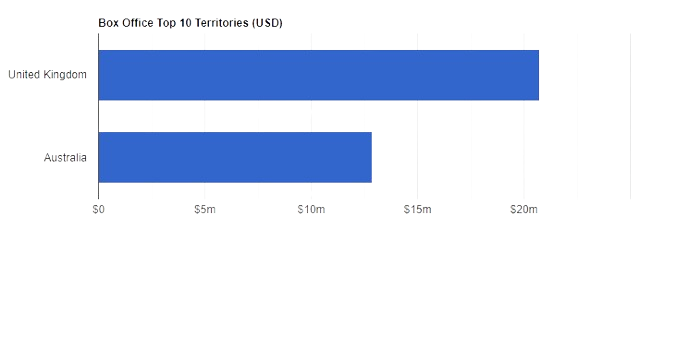 Box Office Top 10 Territories (USD)
United Kingdom
Australia
$0 $5m $10m $15m $20m